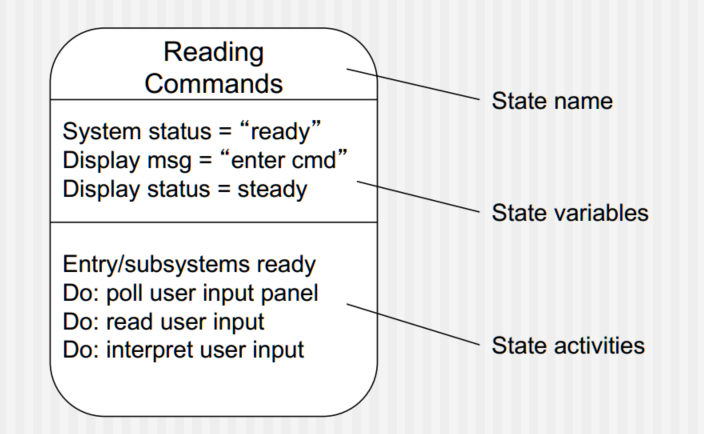 Reading
Commands
State name
System status = “ready”
Display msg = “enter cmd”
Display status = steady
State variables
Entry/subsystems ready
Do: poll user input panel
Do: read user input
Do: interpret user input
State activities